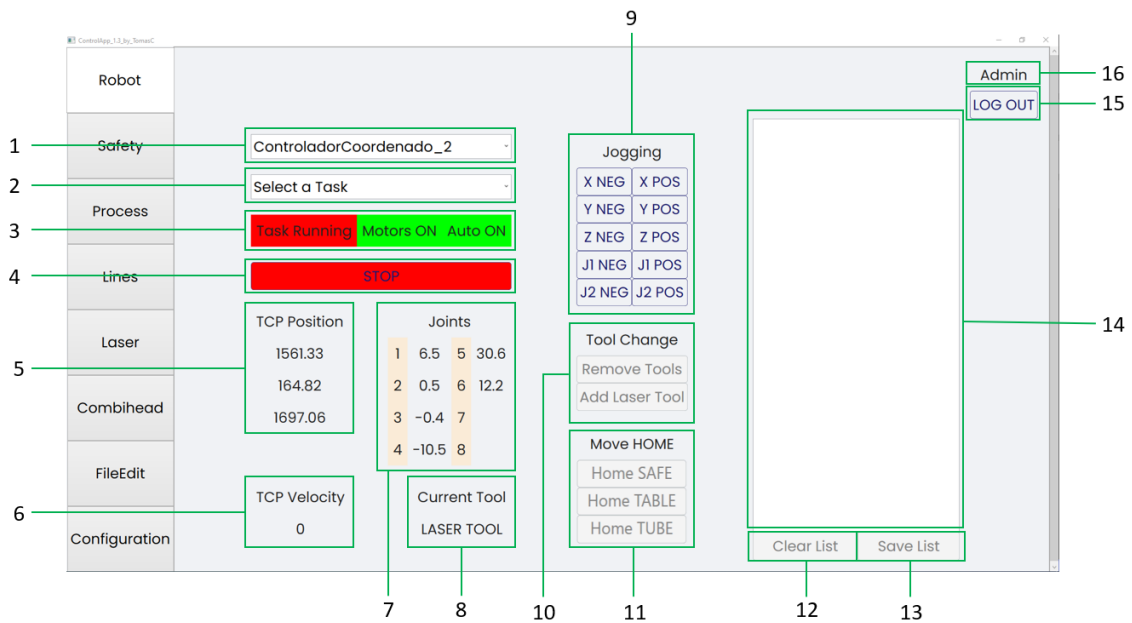 9
ControlApp_1.3_by_TemasC
Robot
Safety
Process
Lines
Laser
Combihead
FileEdit
Configuration
1
2
3
4
5
6
ControladorCoordenado_2
Select a Task
Task Running Motors ON Auto ON
STOP
TCP Position
1561.33
164.82
1697.06
Joints
1 6.5 5 30.6
2 0.5 6 12.2
3 -0.4 7
4 -10.5 8
TCP Velocity
0
Current Tool
LASER TOOL
Jogging
X NEG X POS
Y NEG Y POS
Z NEG Z POS
J1 NEG J1 POS
J2 NEG J2 POS
Tool Change
Remove Tools
Add Laser Tool
Move HOME
Home SAFE
Home TABLE
Home TUBE
Admin
LOG OUT
Clear List Save List
16
15
14
7 8 10 11 12 13